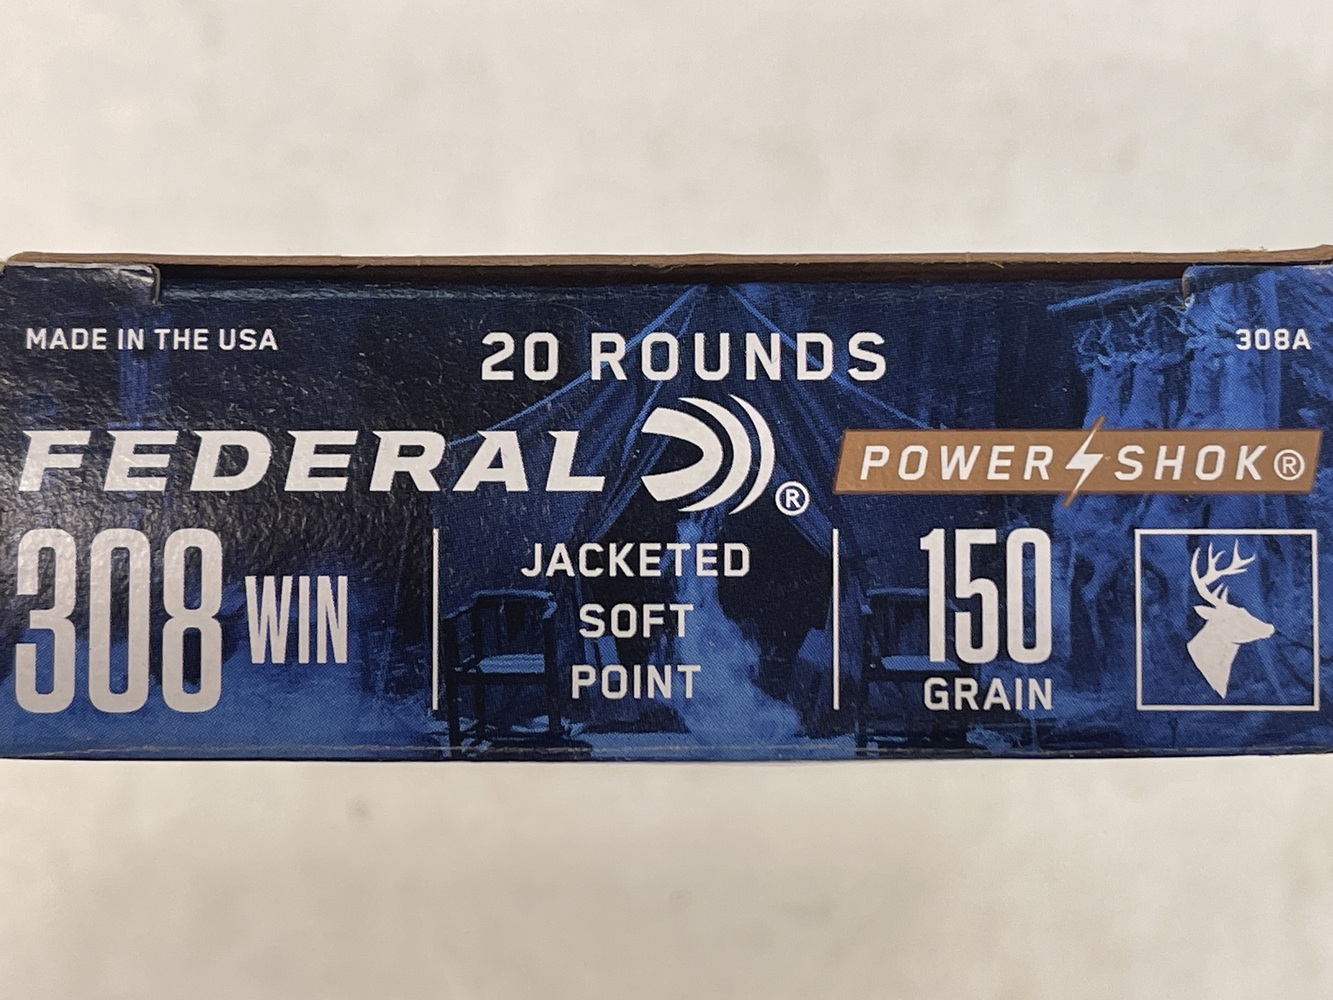 MADE IN THE USA
20 ROUNDS
308A
FEDERAL®
POWER SHOK®
308 WIN
JACKETED
SOFT
POINT
150
GRAIN